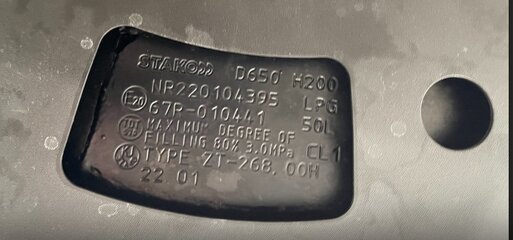 STAKO D650 H200
NR220104395 LPG
E20 67R-010441 50L
MAXIMUM DEGREE OF
FILLING 80% 3.0MPa CL1
TYPE ZT-268.00H
22 01